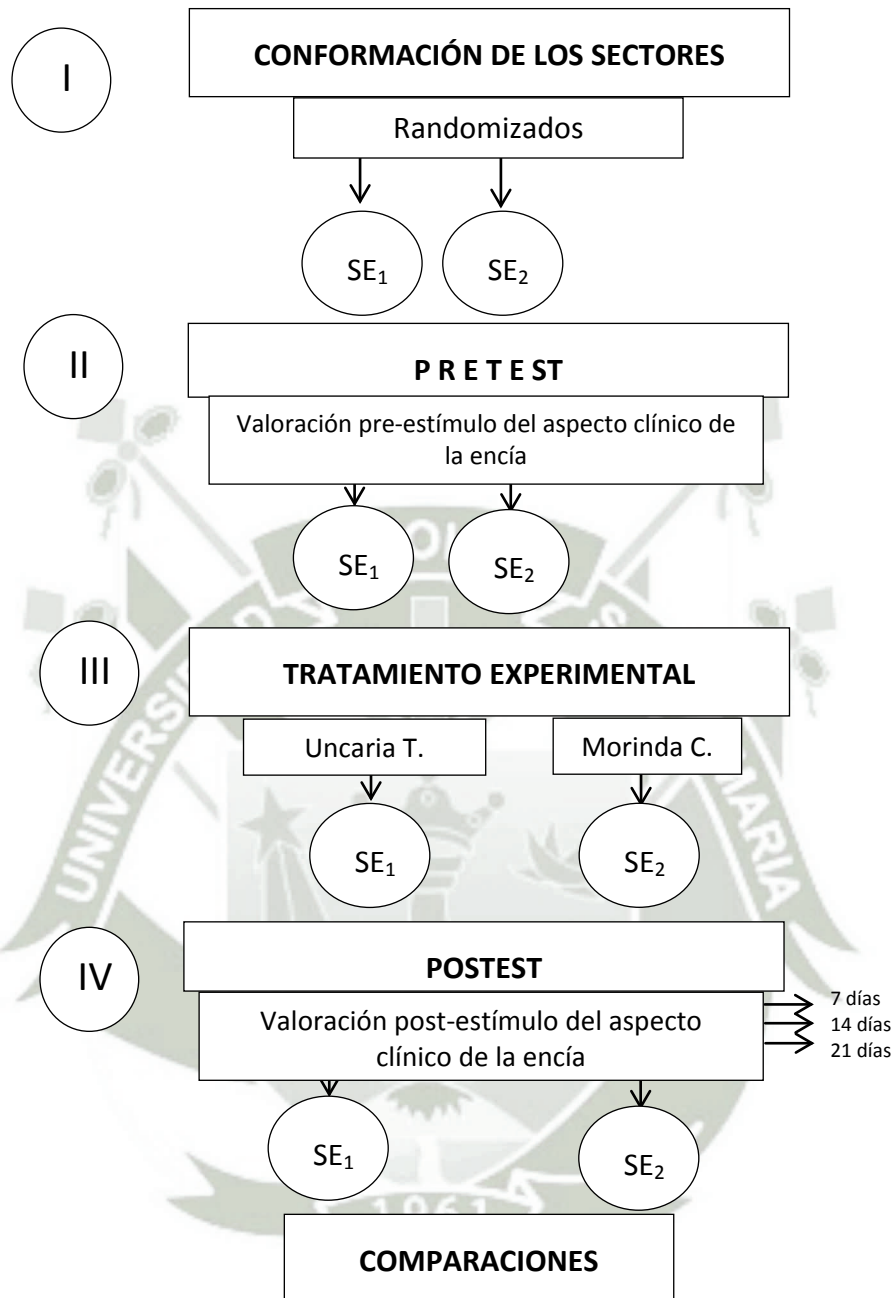 I
CONFORMACIÓN DE LOS SECTORES
Randomizados
SE₁ SE₂
II
P R E T E ST
Valoración pre-estímulo del aspecto clínico de
la encía
SE₁ SE₂
III
TRATAMIENTO EXPERIMENTAL
Uncaria T. Morinda C.
SE₁ SE₂
IV
POSTEST
Valoración post-estímulo del aspecto
clínico de la encía
7 días
14 días
21 días
SE₁ SE₂
COMPARACIONES
MARIA
1961